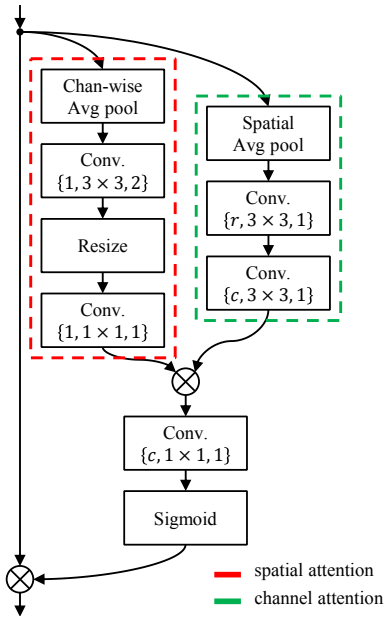 Chan-wise
Avg pool
Conv.
{1, 3 × 3, 2}
Resize
Conv.
{1, 1 × 1, 1}
Spatial
Avg pool
Conv.
{r, 3 × 3, 1}
Conv.
{c, 3 × 3, 1}
Conv.
{c, 1 × 1, 1}
Sigmoid
spatial attention
channel attention